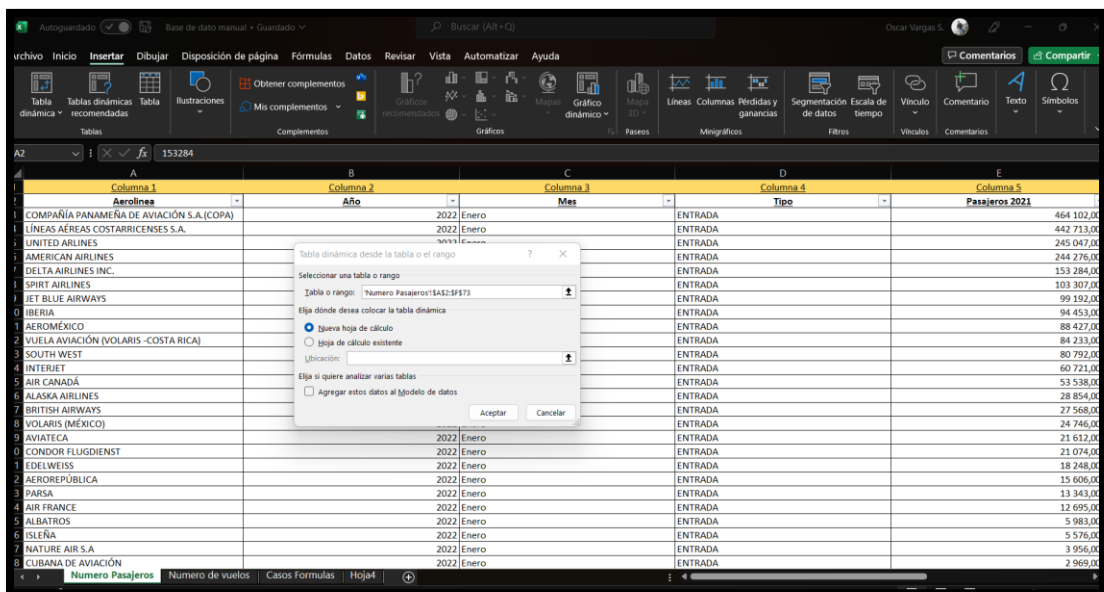 Autoguardado Base de dato manual • Guardado Buscar (Alt+Q) Oscar Vargas S.
Archivo Inicio Insertar Dibujar Disposición de página Fórmulas Datos Revisar Vista Automatizar Ayuda Comentarios Compartir
Tabla dinámica
Tablas dinámicas recomendadas
Tabla
Ilustraciones
Obtener complementos
Mis complementos
Gráficos recomendados
Mapas
Gráfico dinámico
Mapa 3D
Líneas
Columnas
Pérdidas y ganancias
Segmentación de datos
Escala de tiempo
Vínculo
Comentario
Texto
Símbolos
Tablas Complementos Gráficos Paseos Minigráficos Filtros Vínculos Comentarios
A2 fx 153284
A B C D E
Columna 1 Columna 2 Columna 3 Columna 4 Columna 5
Aerolinea Año Mes Tipo Pasajeros 2021
COMPAÑÍA PANAMEÑA DE AVIACIÓN S.A.(COPA) 2022 Enero ENTRADA 464 102,00
LÍNEAS AÉREAS COSTARRICENSES S.A. 2022 Enero ENTRADA 442 713,00
UNITED ARLINES 2022 Enero ENTRADA 245 047,00
AMERICAN AIRLINES ENTRADA 244 276,00
DELTA AIRLINES INC. ENTRADA 153 284,00
SPIRT AIRLINES ENTRADA 103 307,00
JET BLUE AIRWAYS ENTRADA 99 192,00
IBERIA ENTRADA 94 453,00
AEROMÉXICO ENTRADA 88 427,00
VUELA AVIACIÓN (VOLARIS -COSTA RICA) ENTRADA 84 233,00
SOUTH WEST ENTRADA 80 792,00
INTERJET ENTRADA 60 721,00
AIR CANADÁ ENTRADA 53 538,00
ALASKA AIRLINES ENTRADA 28 854,00
BRITISH AIRWAYS ENTRADA 27 568,00
VOLARIS (MÉXICO) ENTRADA 24 746,00
AVIATECA 2022 Enero ENTRADA 21 612,00
CONDOR FLUGDIENST 2022 Enero ENTRADA 21 074,00
EDELWEISS 2022 Enero ENTRADA 18 248,00
AEROREPÚBLICA 2022 Enero ENTRADA 15 606,00
PARSA 2022 Enero ENTRADA 13 343,00
AIR FRANCE 2022 Enero ENTRADA 12 695,00
ALBATROS 2022 Enero ENTRADA 5 983,00
ISLEÑA 2022 Enero ENTRADA 5 576,00
NATURE AIR S.A 2022 Enero ENTRADA 3 956,00
CUBANA DE AVIACIÓN 2022 Enero ENTRADA 2 969,00
Tabla dinámica desde la tabla o el rango ?
Seleccionar una tabla o rango
Tabla o rango: 'Numero Pasajeros'!$A$2:$F$73
Elija dónde desea colocar la tabla dinámica
Nueva hoja de cálculo
Hoja de cálculo existente
Ubicación:
Elija si quiere analizar varias tablas
Agregar estos datos al Modelo de datos
Aceptar Cancelar
Numero Pasajeros Numero de vuelos Casos Formulas Hoja4